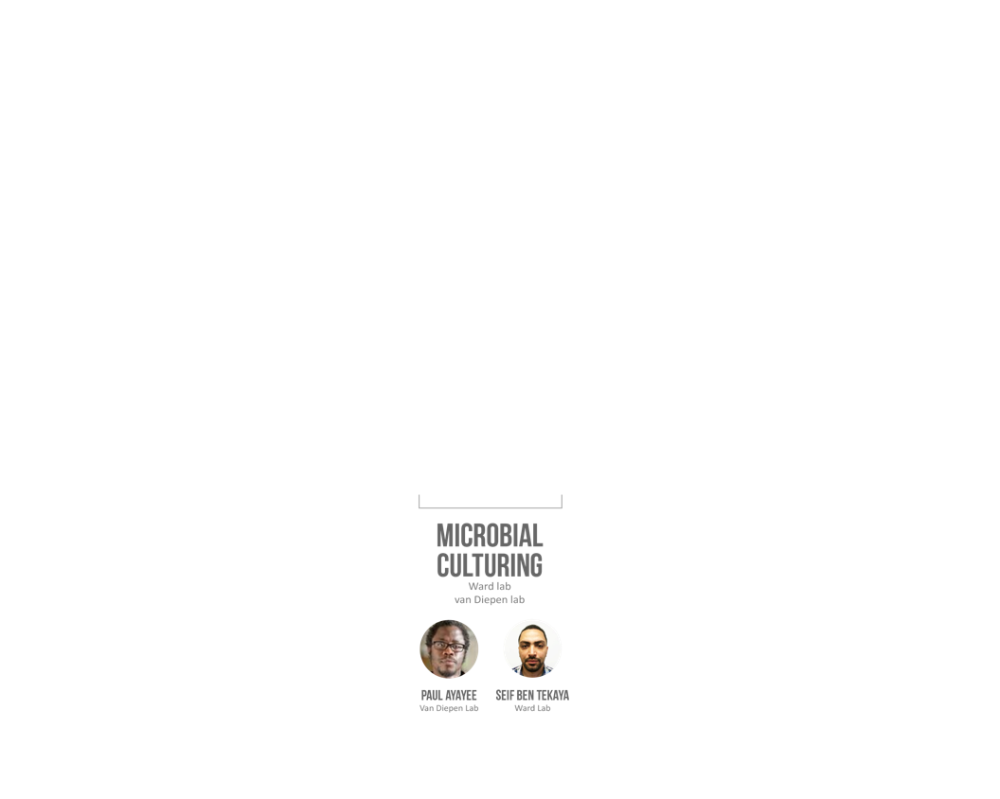 MICROBIAL
CULTURING
Ward lab
van Diepen lab
PAUL AYAYEE
SEIF BEN TEKAYA
Van Diepen Lab
Ward Lab